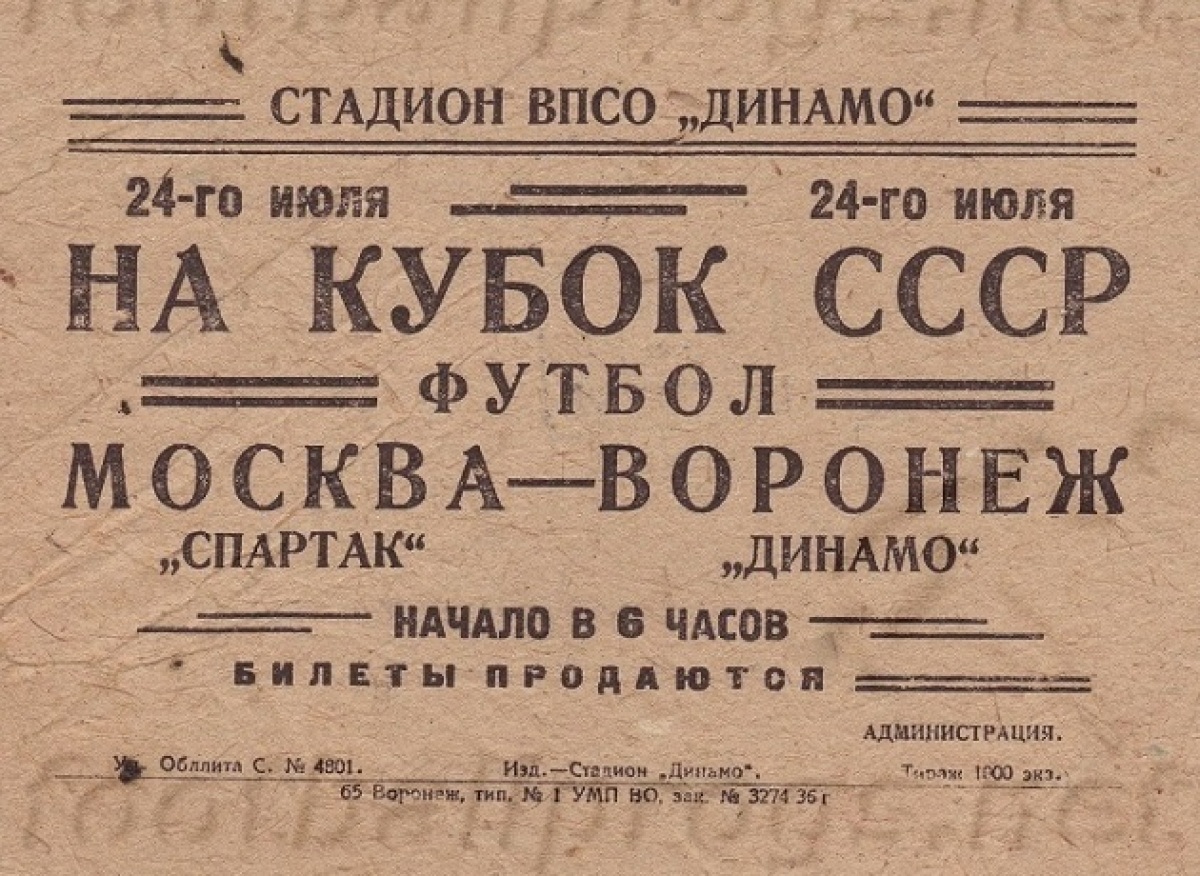 СТАДИОН ВПСО „ДИНАМО“
24-го июля 24-го июля
НА КУБОК СССР
ФУТБОЛ
МОСКВА—ВОРОНЕЖ
„СПАРТАК“ „ДИНАМО“
НАЧАЛО В 6 ЧАСОВ
БИЛЕТЫ ПРОДАЮТСЯ
АДМИНИСТРАЦИЯ.
Уп. Обллита С. № 4801. Изд.—Стадион „Динамо“. Тираж 1000 экз.
65 Воронеж, тип. № 1 УМП ВО, зак. № 3274 36 г